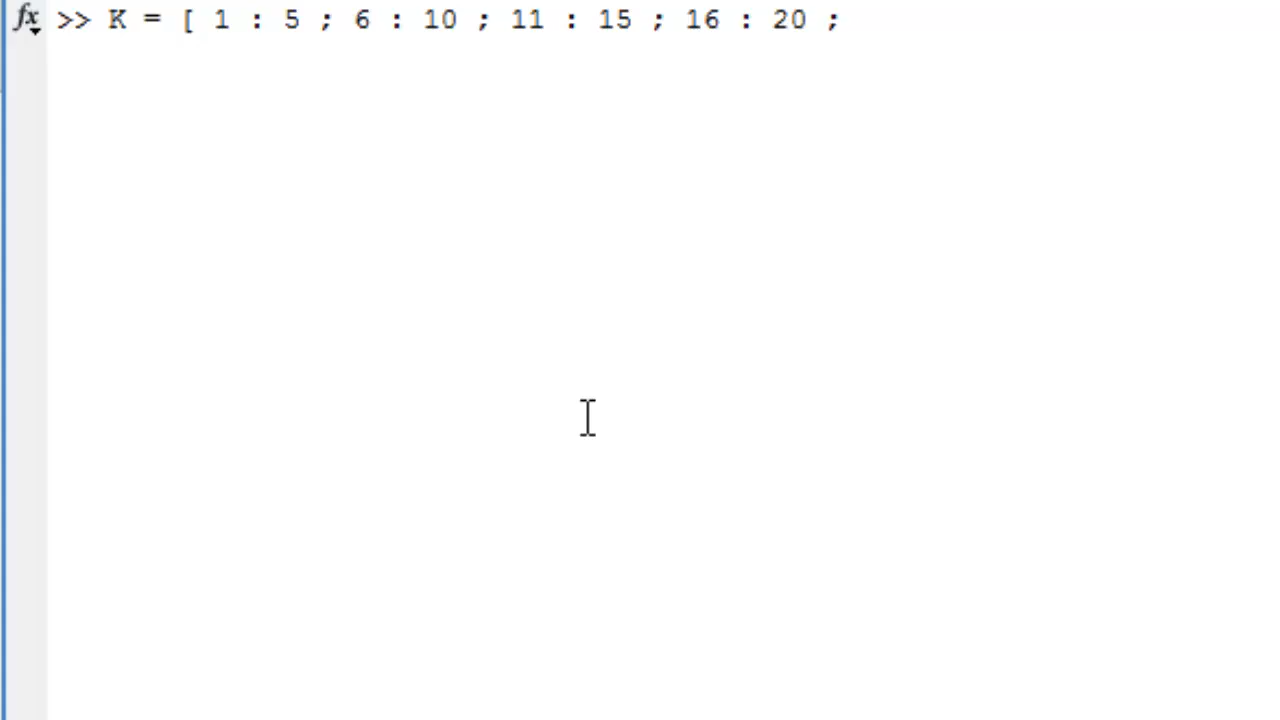 fx >> K = [ 1 : 5 ; 6 : 10 ; 11 : 15 ; 16 : 20 ;